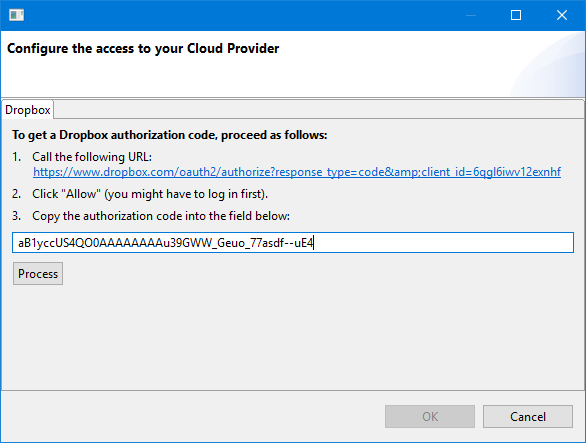 Configure the access to your Cloud Provider
Dropbox
To get a Dropbox authorization code, proceed as follows:
1. Call the following URL:
https://www.dropbox.com/oauth2/authorize?response_type=code&amp;client_id=6qgl6iwv12exnhf
2. Click "Allow" (you might have to log in first).
3. Copy the authorization code into the field below:
aB1yccUS4QO0AAAAAAAAu39GWW_Geuo_77asdf--uE4
Process
OK
Cancel